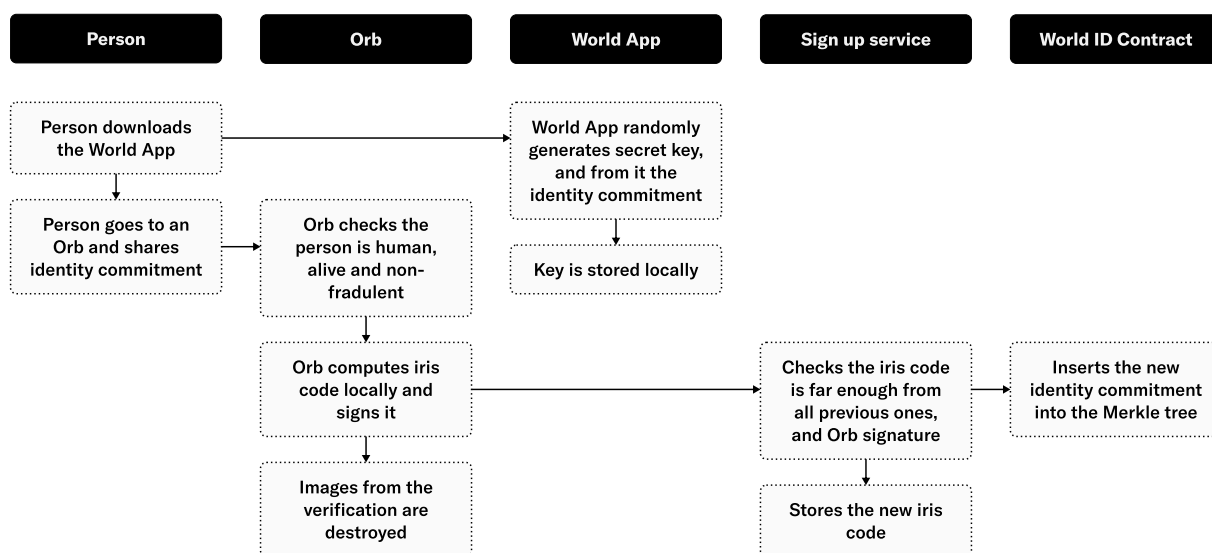 Person
Orb
World App
Sign up service
World ID Contract
Person downloads
the World App
World App randomly
generates secret key,
and from it the
identity commitment
Person goes to an
Orb and shares
identity commitment
Orb checks the
person is human,
alive and non-
fradulent
Key is stored locally
Orb computes iris
code locally and
signs it
Checks the iris code
is far enough from
all previous ones,
and Orb signature
Inserts the new
identity commitment
into the Merkle tree
Images from the
verification are
destroyed
Stores the new iris
code